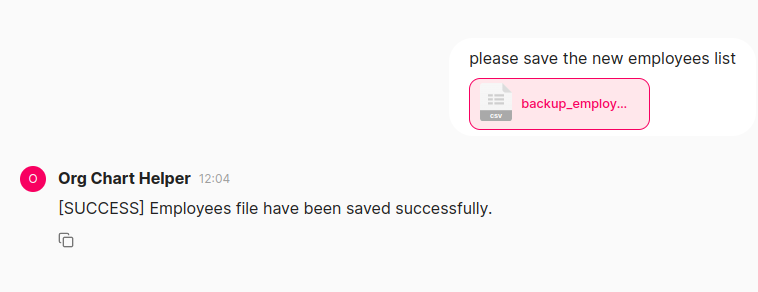 please save the new employees list
csv
backup_employ...
O
Org Chart Helper 12:04
[SUCCESS] Employees file have been saved successfully.